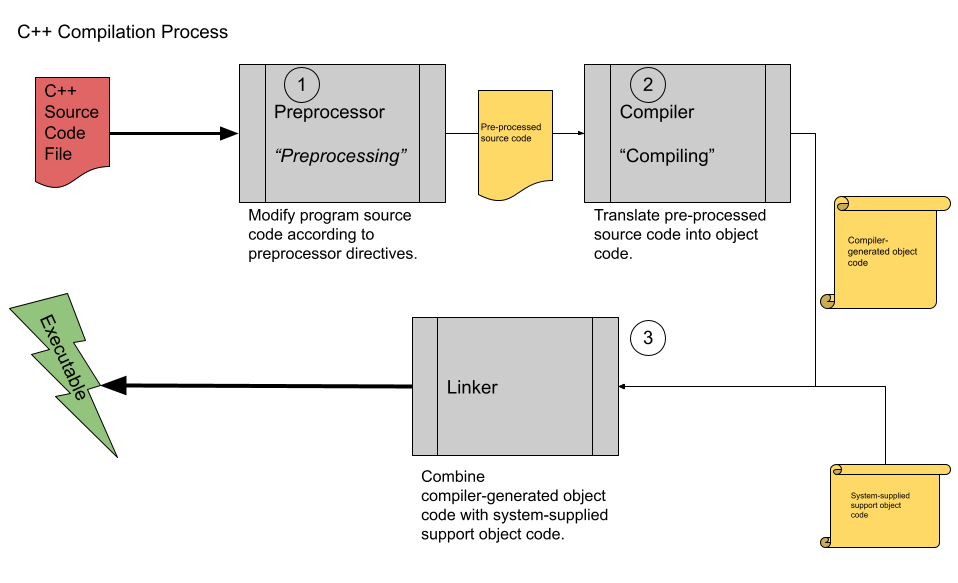 C++ Compilation Process
C++
Source
Code
File
1
Preprocessor
“Preprocessing”
Modify program source
code according to
preprocessor directives.
Pre-processed
source code
2
Compiler
“Compiling”
Translate pre-processed
source code into object
code.
Compiler-
generated object
code
3
Linker
Combine
compiler-generated object
code with system-supplied
support object code.
System-supplied
support object
code
Executable